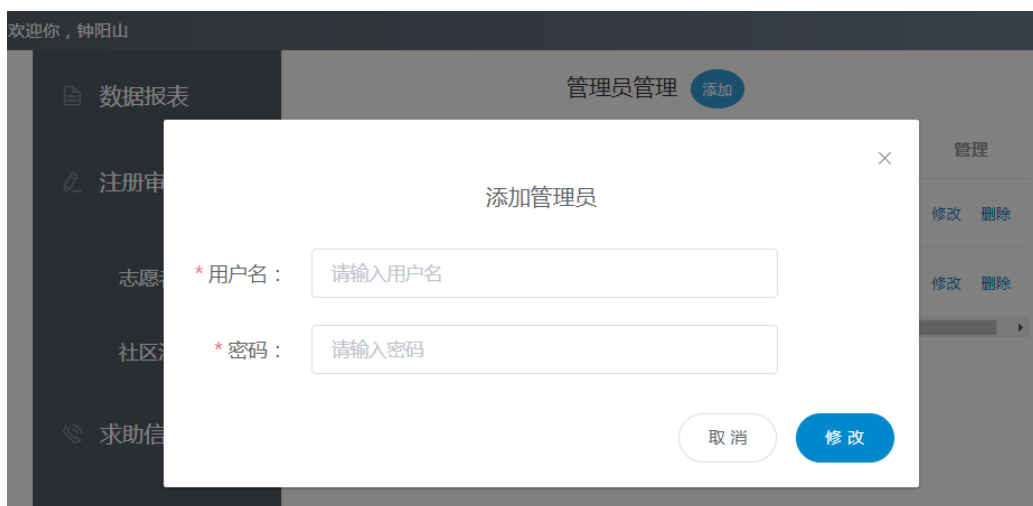 欢迎你，钟阳山
数据报表
管理员管理 添加
管理
注册审
添加管理员
修改 删除
志愿
* 用户名：
请输入用户名
修改 删除
社区
* 密码：
请输入密码
求助信
取 消
修 改